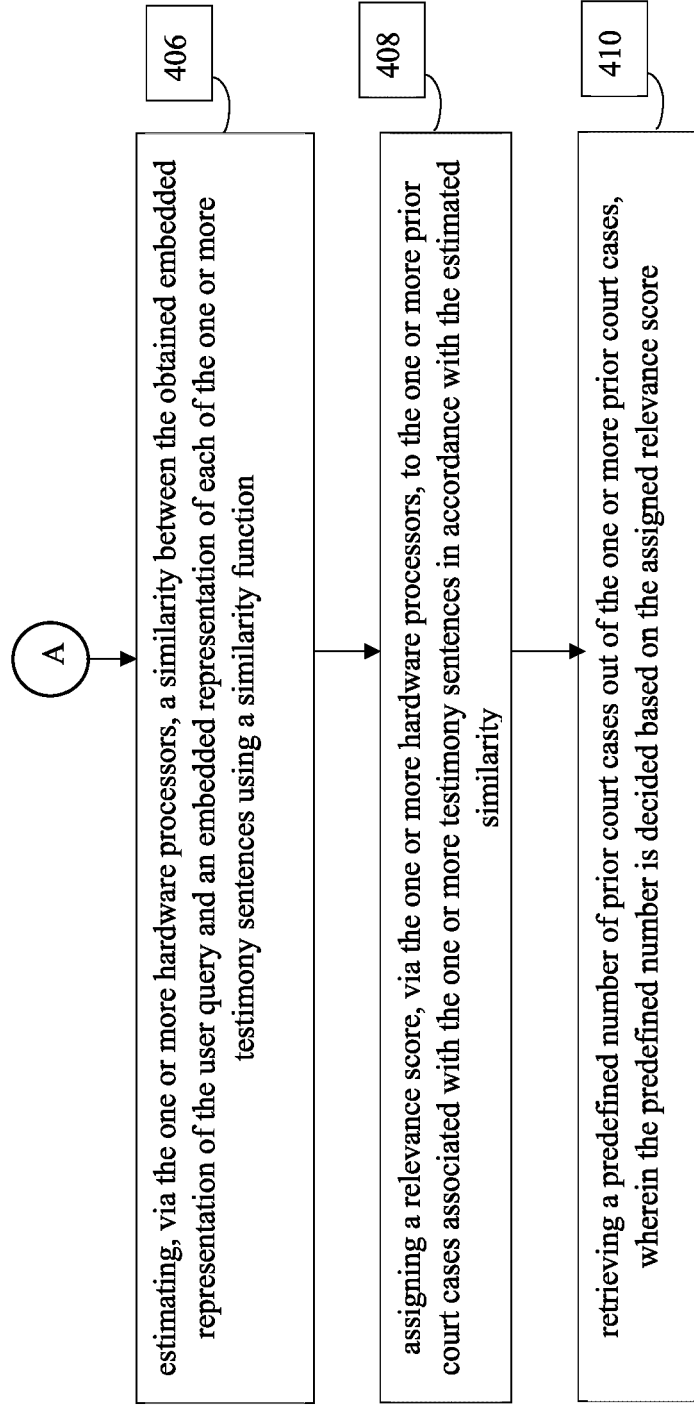 A
406
estimating, via the one or more hardware processors, a similarity between the obtained embedded
representation of the user query and an embedded representation of each of the one or more
testimony sentences using a similarity function
408
assigning a relevance score, via the one or more hardware processors, to the one or more prior
court cases associated with the one or more testimony sentences in accordance with the estimated
similarity
410
retrieving a predefined number of prior court cases out of the one or more prior court cases,
wherein the predefined number is decided based on the assigned relevance score